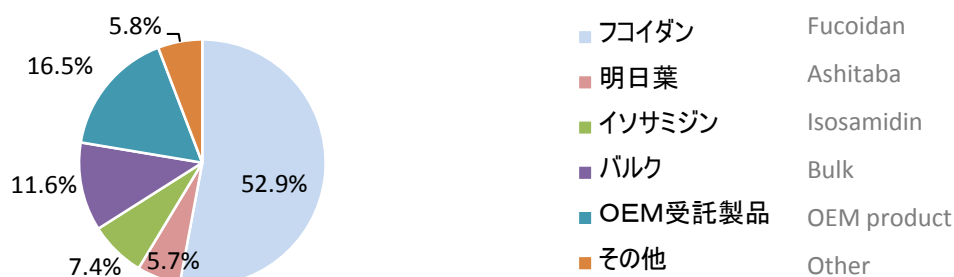 5.8%
16.5%
11.6%
7.4%
5.7%
52.9%
フコイダン Fucoidan
明日葉 Ashitaba
イソサミジン Isosamidin
バルク Bulk
OEM受託製品 OEM product
その他 Other